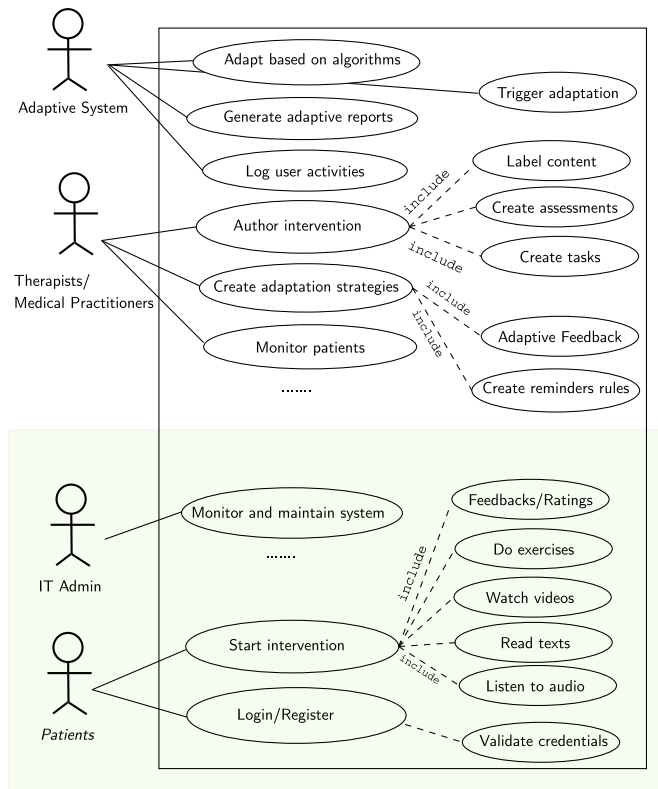 Adapt based on algorithms
Trigger adaptation
Adaptive System
Generate adaptive reports
Log user activities
Label content
include
Author intervention
Create assessments
include
Create tasks
Therapists/
Medical Practitioners
Create adaptation strategies
include
include
Adaptive Feedback
Monitor patients
Create reminders rules
.......
Monitor and maintain system
Feedbacks/Ratings
.......
IT Admin
include
Do exercises
Watch videos
Start intervention
Read texts
include
Listen to audio
Patients
Login/Register
Validate credentials